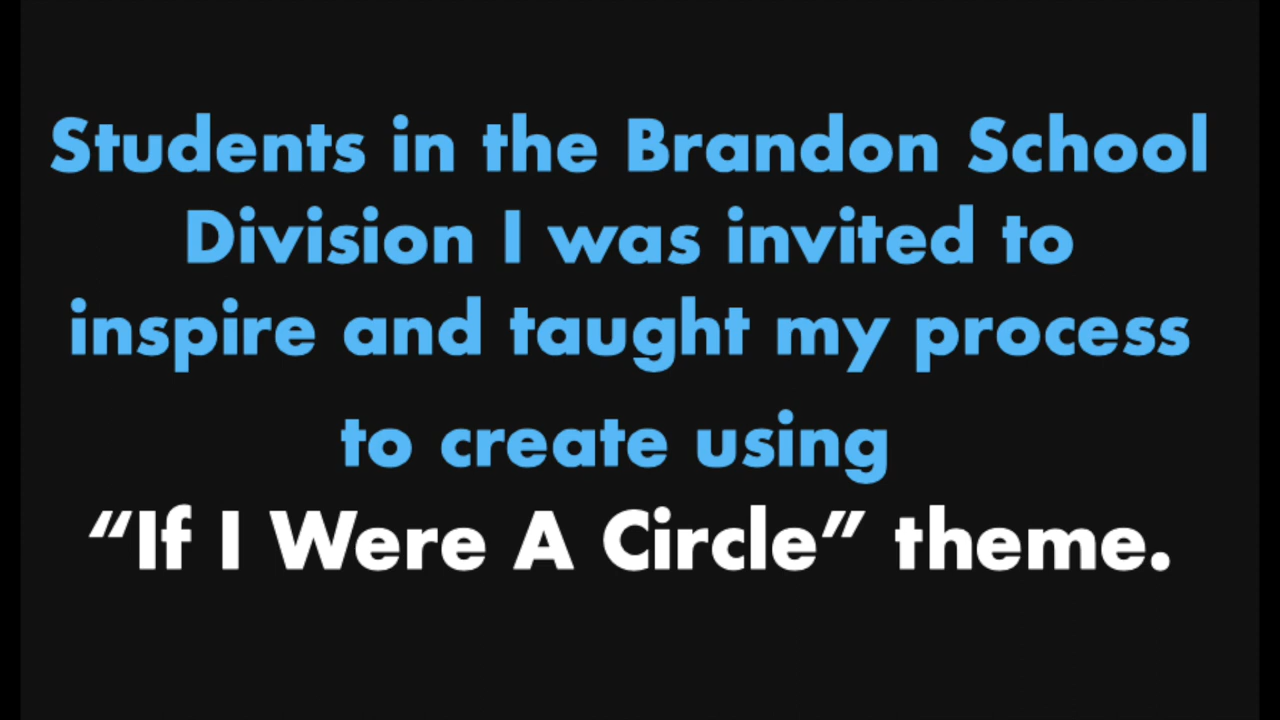 Students in the Brandon School
Division I was invited to
inspire and taught my process
to create using
“If I Were A Circle” theme.